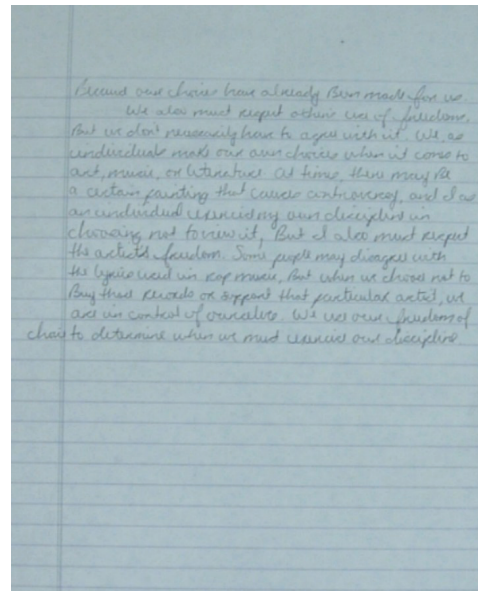 Because our choices have already Been made for us.
We also must respect others use of freedom.
But we don't necessarily have to agree with it. We as
individuals make our own choices when it comes to
art, music, or literature. At times, there may be
a certain painting that causes controversy, and I as
an individual exercise my own discipline in
choosing not to view it, But I also must respect
the artist's freedom. Some people may disagree with
the lyrics used in rap music, But when we choose not to
Buy those records or support that particular artist, we
are in control of ourselves. We use our freedom of
choice to determine when we must exercise our discipline